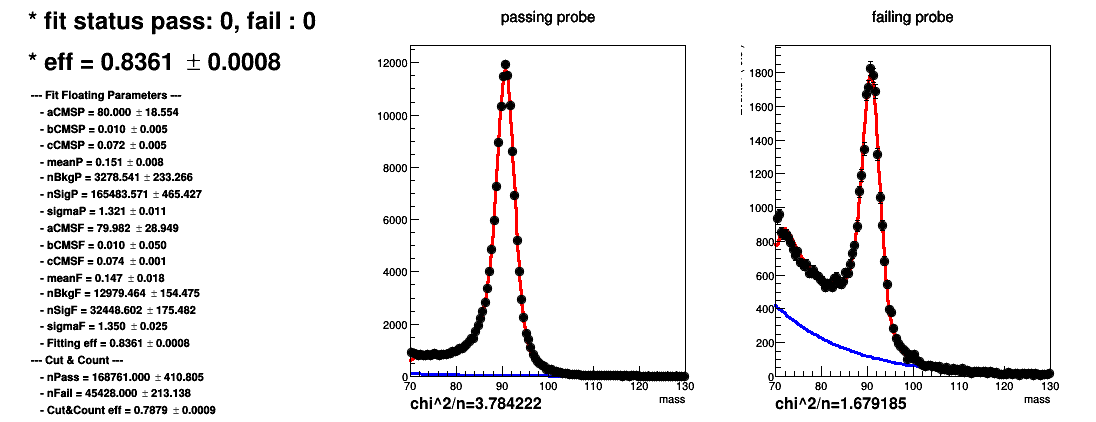 * fit status pass: 0, fail : 0
* eff = 0.8361 ± 0.0008
--- Fit Floating Parameters ---
- aCMSP = 80.000 ± 18.554
- bCMSP = 0.010 ± 0.005
- cCMSP = 0.072 ± 0.005
- meanP = 0.151 ± 0.008
- nBkgP = 3278.541 ± 233.266
- nSigP = 165483.571 ± 465.427
- sigmaP = 1.321 ± 0.011
- aCMSF = 79.982 ± 28.949
- bCMSF = 0.010 ± 0.050
- cCMSF = 0.074 ± 0.001
- meanF = 0.147 ± 0.018
- nBkgF = 12979.464 ± 154.475
- nSigF = 32448.602 ± 175.482
- sigmaF = 1.350 ± 0.025
- Fitting eff = 0.8361 ± 0.0008
--- Cut & Count ---
- nPass = 168761.000 ± 410.805
- nFail = 45428.000 ± 213.138
- Cut&Count eff = 0.7879 ± 0.0009
passing probe
12000
10000
8000
6000
4000
2000
0
70 80 90 100 110 120 130
mass
chi^2/n=3.784222
failing probe
1800
1600
1400
1200
1000
800
600
400
200
0
70 80 90 100 110 120 130
mass
chi^2/n=1.679185